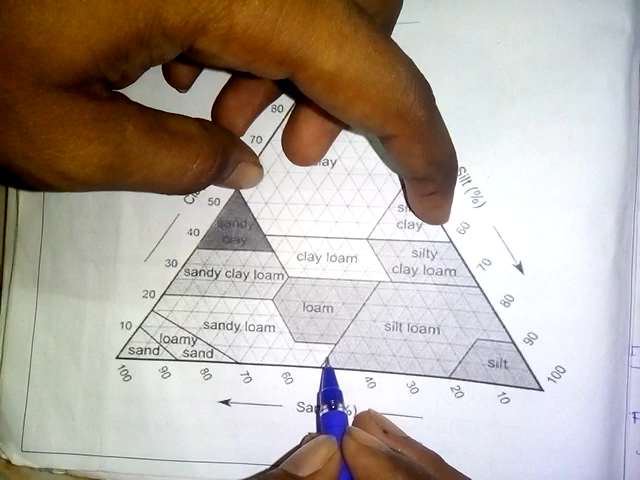 80
70
lay
Silt (%)
50
60
40
sandy
clay
clay
30
clay loam
silty
clay loam
70
sandy clay loam
20
80
loam
10
sandy loam
silt loam
90
loamy
sand
sand
silt
100
90
80
70
60
40
30
20
10
100